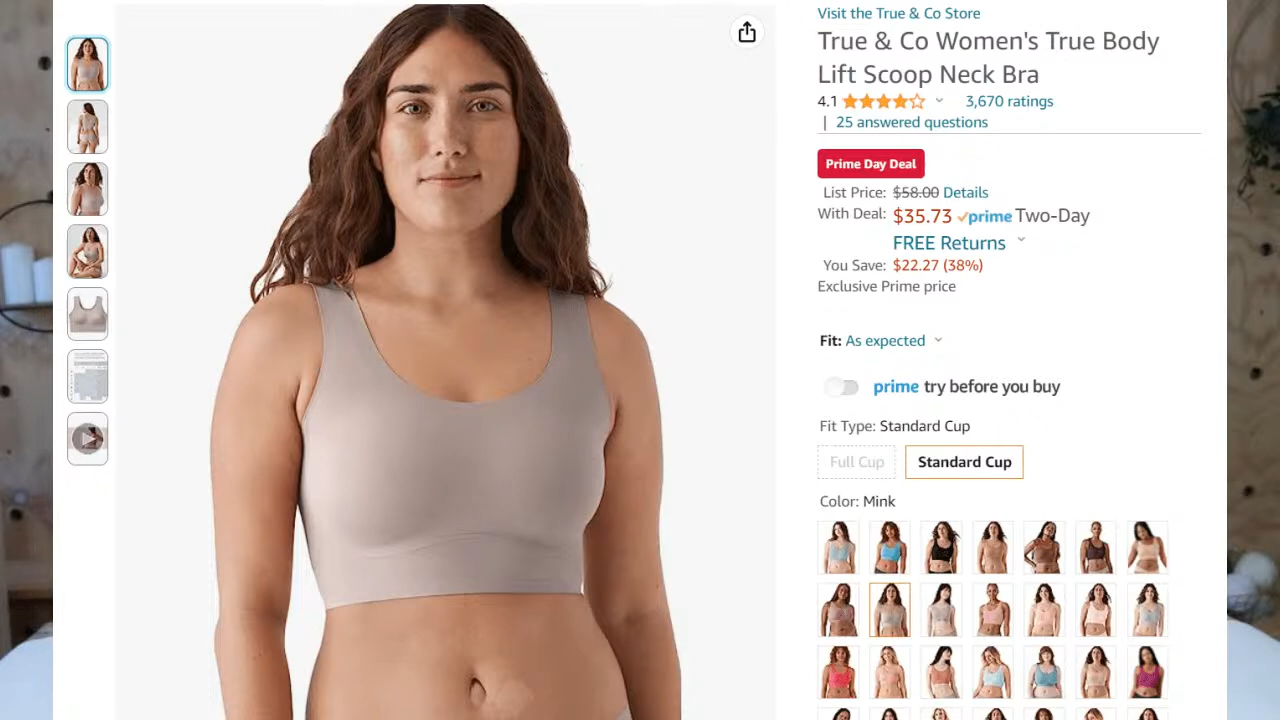 Visit the True & Co Store
True & Co Women's True Body
Lift Scoop Neck Bra
4.1 3,670 ratings
| 25 answered questions
Prime Day Deal
List Price: $58.00 Details
With Deal: $35.73 prime Two-Day
FREE Returns
You Save: $22.27 (38%)
Exclusive Prime price
Fit: As expected
prime try before you buy
Fit Type: Standard Cup
Full Cup Standard Cup
Color: Mink